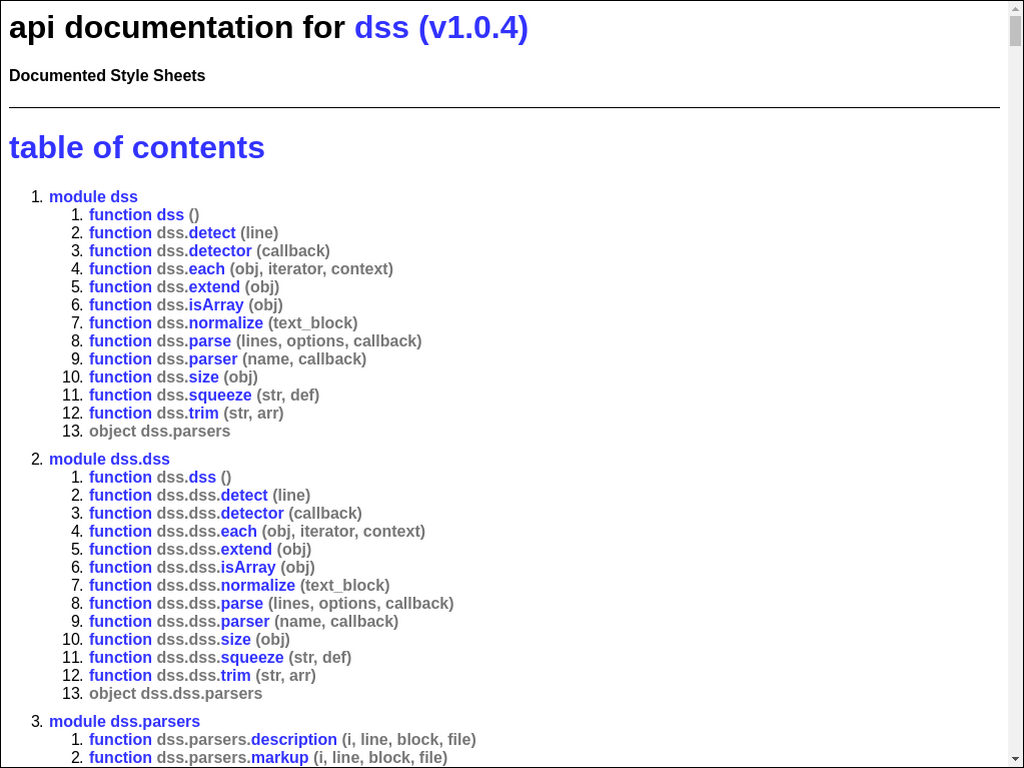 api documentation for dss (v1.0.4)
Documented Style Sheets
table of contents
1. module dss
1. function dss ()
2. function dss.detect (line)
3. function dss.detector (callback)
4. function dss.each (obj, iterator, context)
5. function dss.extend (obj)
6. function dss.isArray (obj)
7. function dss.normalize (text_block)
8. function dss.parse (lines, options, callback)
9. function dss.parser (name, callback)
10. function dss.size (obj)
11. function dss.squeeze (str, def)
12. function dss.trim (str, arr)
13. object dss.parsers
2. module dss.dss
1. function dss.dss ()
2. function dss.dss.detect (line)
3. function dss.dss.detector (callback)
4. function dss.dss.each (obj, iterator, context)
5. function dss.dss.extend (obj)
6. function dss.dss.isArray (obj)
7. function dss.dss.normalize (text_block)
8. function dss.dss.parse (lines, options, callback)
9. function dss.dss.parser (name, callback)
10. function dss.dss.size (obj)
11. function dss.dss.squeeze (str, def)
12. function dss.dss.trim (str, arr)
13. object dss.dss.parsers
3. module dss.parsers
1. function dss.parsers.description (i, line, block, file)
2. function dss.parsers.markup (i, line, block, file)